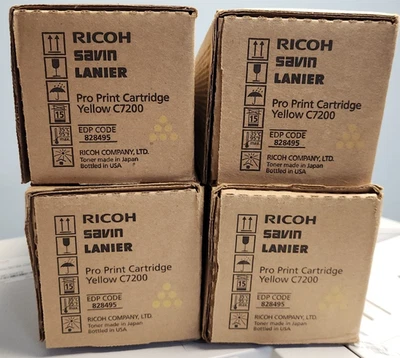 RICOH
savin
LANIER
Pro Print Cartridge
Yellow C7200
15
EDP CODE
828495
RICOH COMPANY, LTD.
Toner made in Japan
Bottled in USA
RICOH
savin
LANIER
Pro Print Cartridge
Yellow C7200
15
EDP CODE
828495
RICOH COMPANY, LTD.
Toner made in Japan
Bottled in USA
RICOH
savin
LANIER
Pro Print Cartridge
Yellow C7200
15
EDP CODE
828495
RICOH COMPANY, LTD.
Toner made in Japan
Bottled in USA
RICOH
savin
LANIER
Pro Print Cartridge
Yellow C7200
15
EDP CODE
828495
RICOH COMPANY, LTD.
Toner made in Japan
Bottled in USA